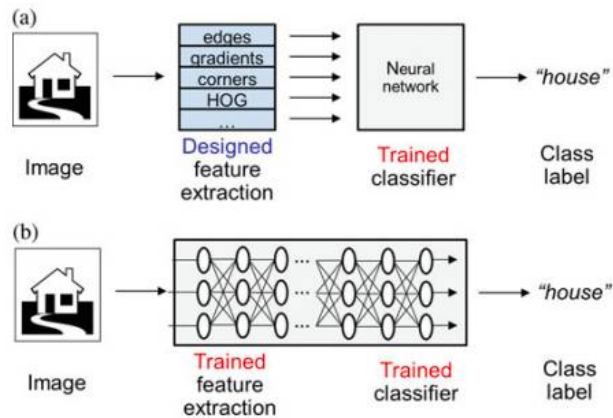 (a)
edges
gradients
corners
HOG
...
Neural
network
"house"
Image
Designed
feature
extraction
Trained
classifier
Class
label
(b)
...
...
...
"house"
Image
Trained
feature
extraction
Trained
classifier
Class
label